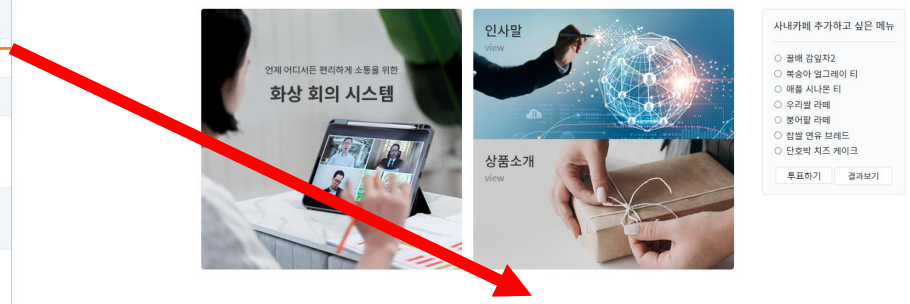 언제 어디서든 편리하게 소통을 위한
화상 회의 시스템
인사말
view
상품소개
view
사내카페 추가하고 싶은 메뉴
꿀배 감잎차2
복숭아 얼그레이 티
애플 시나몬 티
우리쌀 라떼
붕어팥 라떼
찹쌀 연유 브레드
단호박 치즈 케이크
투표하기
결과보기